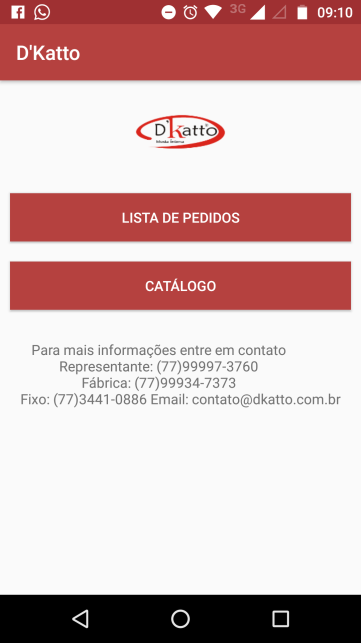 3G
09:10
D'Katto
D'Katto
Moda Íntima
LISTA DE PEDIDOS
CATÁLOGO
Para mais informações entre em contato
Representante: (77)99997-3760
Fábrica: (77)99934-7373
Fixo: (77)3441-0886 Email: contato@dkatto.com.br